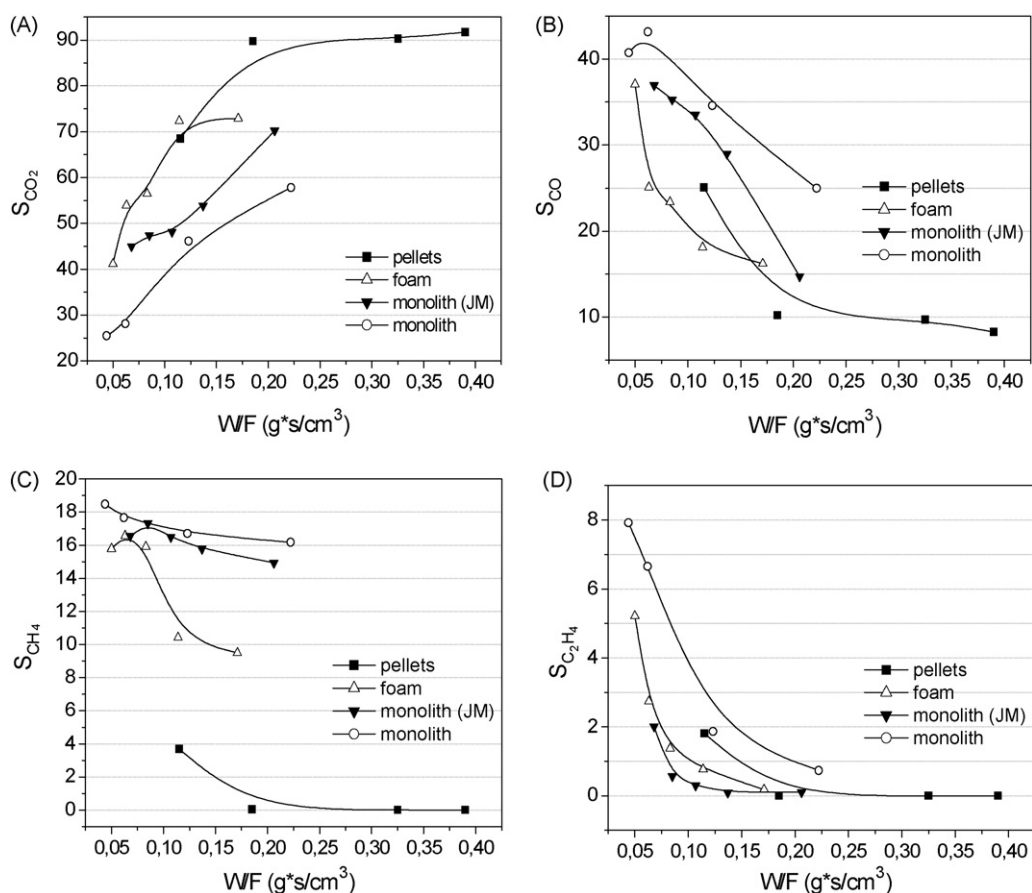 (A)
90
80
70
60
50
40
30
20
S_CO2
pellets
foam
monolith (JM)
monolith
0,05 0,10 0,15 0,20 0,25 0,30 0,35 0,40
W/F (g*s/cm³)
(B)
40
30
20
10
S_CO
pellets
foam
monolith (JM)
monolith
0,05 0,10 0,15 0,20 0,25 0,30 0,35 0,40
W/F (g*s/cm³)
(C)
20
18
16
14
12
10
8
6
4
2
0
S_CH4
pellets
foam
monolith (JM)
monolith
0,05 0,10 0,15 0,20 0,25 0,30 0,35 0,40
W/F (g*s/cm³)
(D)
8
6
4
2
0
S_C2H4
pellets
foam
monolith (JM)
monolith
0,05 0,10 0,15 0,20 0,25 0,30 0,35 0,40
W/F (g*s/cm³)